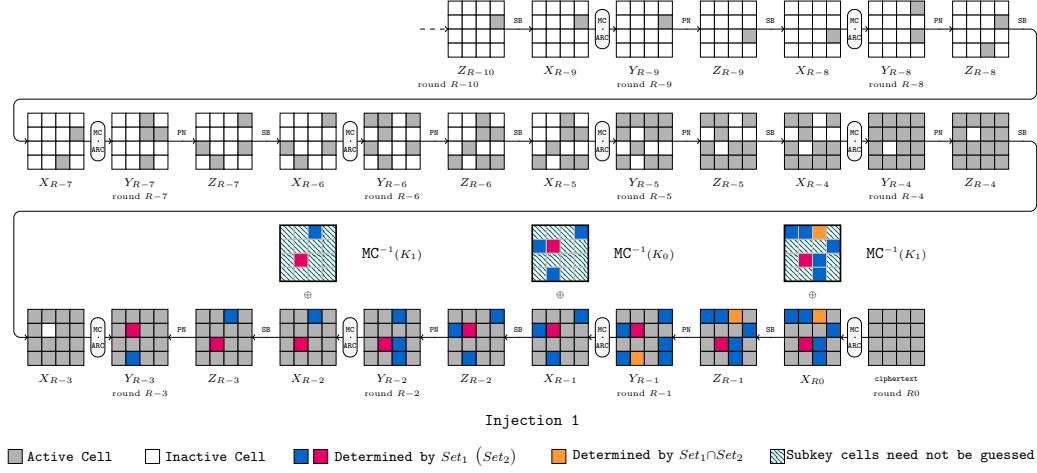 SB MC · ARC PN SB MC · ARC PN SB
Z_{R−10} X_{R−9} Y_{R−9} Z_{R−9} X_{R−8} Y_{R−8} Z_{R−8}
round R−10 round R−9 round R−8
MC · ARC PN SB MC · ARC PN SB MC · ARC PN SB MC · ARC PN SB
X_{R−7} Y_{R−7} Z_{R−7} X_{R−6} Y_{R−6} Z_{R−6} X_{R−5} Y_{R−5} Z_{R−5} X_{R−4} Y_{R−4} Z_{R−4}
round R−7 round R−6 round R−5 round R−4
MC⁻¹(K₁) MC⁻¹(K₀) MC⁻¹(K₁)
⊕ ⊕ ⊕
MC · ARC PN SB MC · ARC PN SB MC · ARC PN SB MC · ARC
X_{R−3} Y_{R−3} Z_{R−3} X_{R−2} Y_{R−2} Z_{R−2} X_{R−1} Y_{R−1} Z_{R−1} X_{R0} ciphertext
round R−3 round R−2 round R−1 round R0
Injection 1
Active Cell Inactive Cell Determined by Set₁ (Set₂) Determined by Set₁∩Set₂ Subkey cells need not be guessed